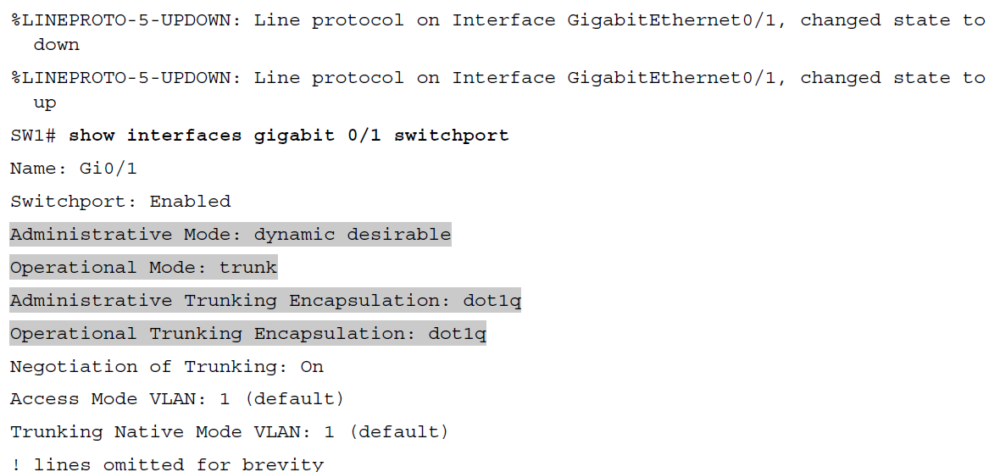 %LINEPROTO-5-UPDOWN: Line protocol on Interface GigabitEthernet0/1, changed state to
down
%LINEPROTO-5-UPDOWN: Line protocol on Interface GigabitEthernet0/1, changed state to
up
SW1# show interfaces gigabit 0/1 switchport
Name: Gi0/1
Switchport: Enabled
Administrative Mode: dynamic desirable
Operational Mode: trunk
Administrative Trunking Encapsulation: dot1q
Operational Trunking Encapsulation: dot1q
Negotiation of Trunking: On
Access Mode VLAN: 1 (default)
Trunking Native Mode VLAN: 1 (default)
! lines omitted for brevity